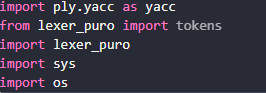 import ply.yacc as yacc
from lexer_puro import tokens
import lexer_puro
import sys
import os